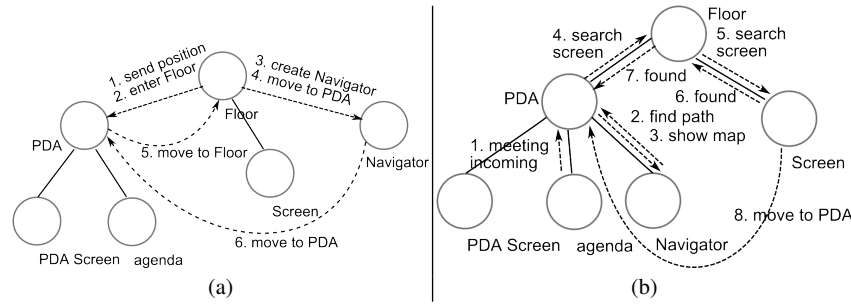 1. send position
2. enter Floor
3. create Navigator
4. move to PDA
Floor
PDA
5. move to Floor
Navigator
Screen
6. move to PDA
PDA Screen
agenda
(a)
Floor
4. search
screen
5. search
screen
7. found
PDA
6. found
2. find path
3. show map
1. meeting
incoming
Screen
8. move to PDA
PDA Screen
agenda
Navigator
(b)